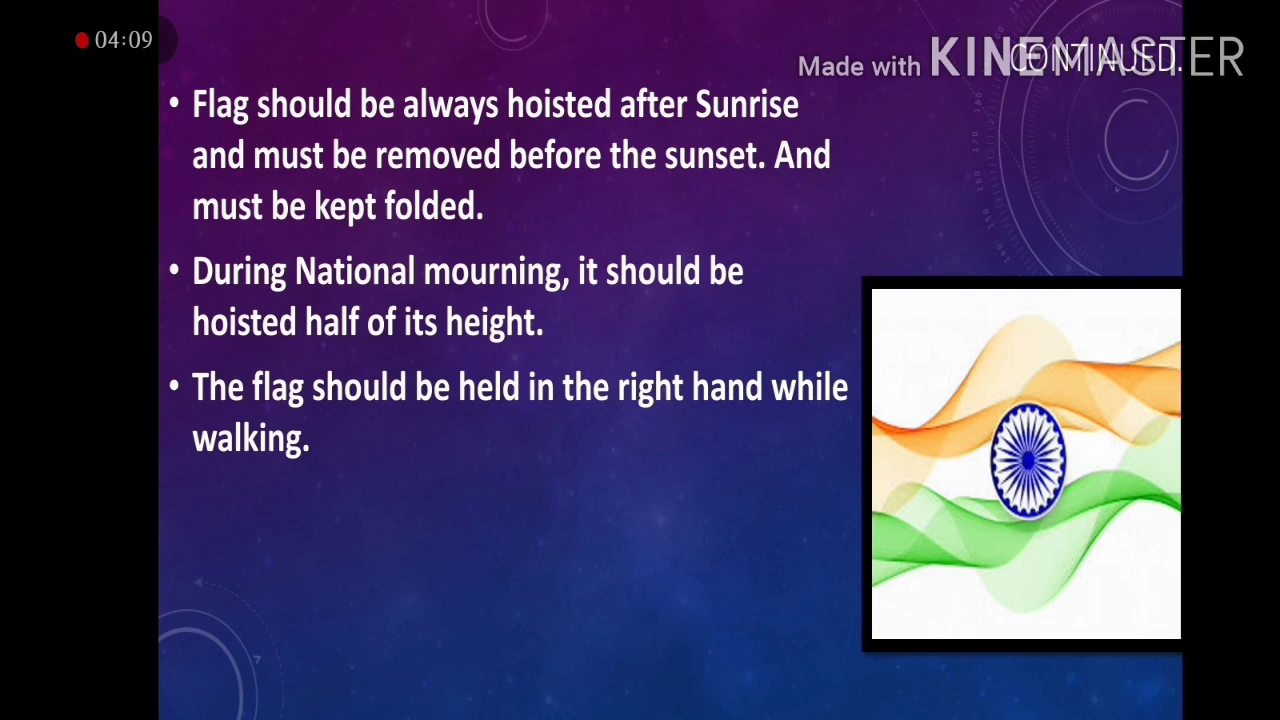 04:09
Made with KINEMASTER
CONTINUED.
• Flag should be always hoisted after Sunrise
and must be removed before the sunset. And
must be kept folded.
• During National mourning, it should be
hoisted half of its height.
• The flag should be held in the right hand while
walking.